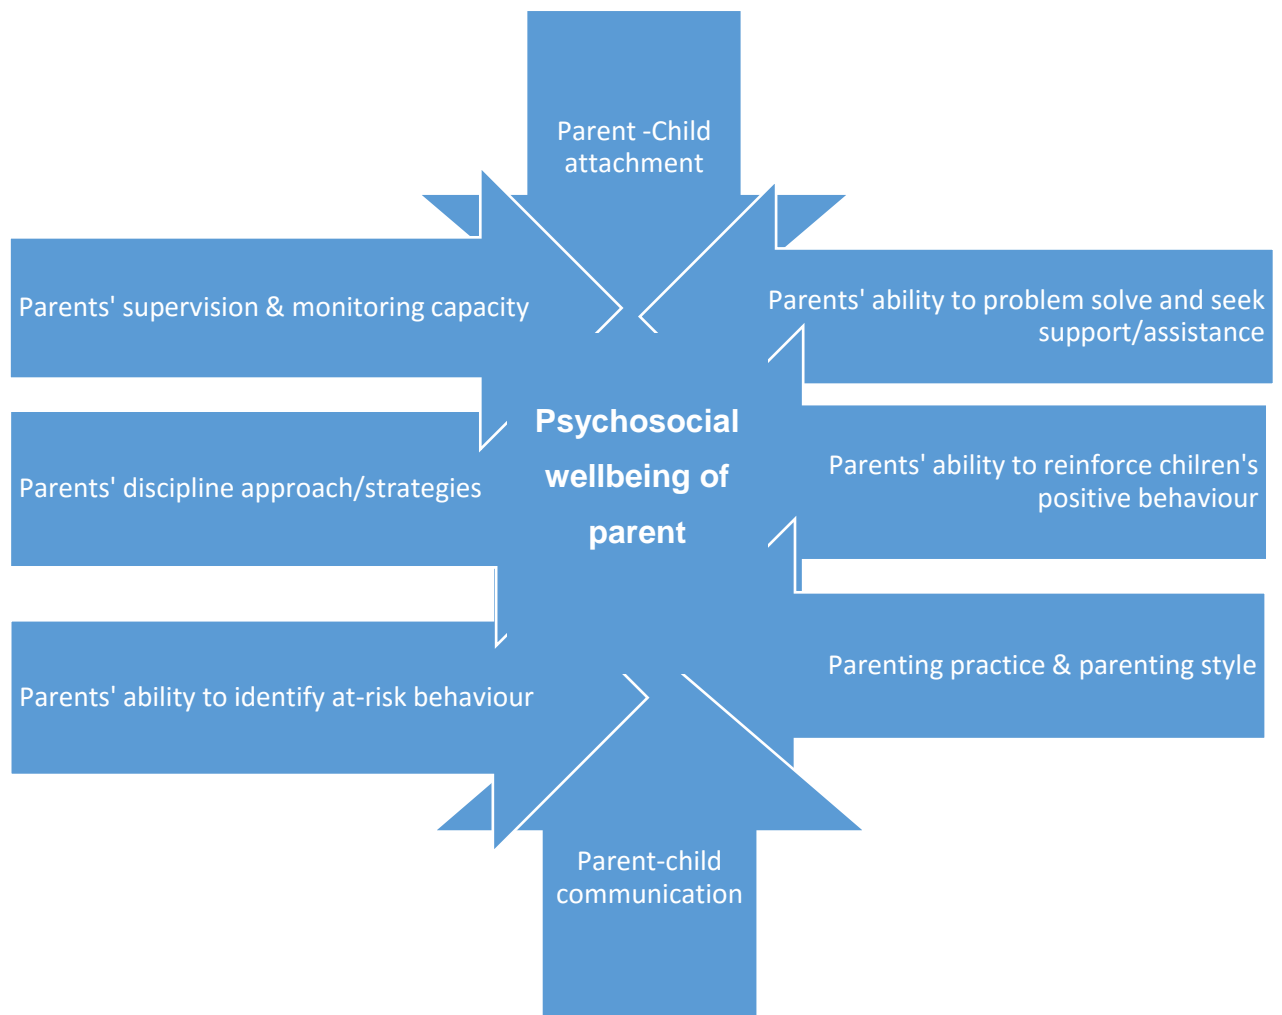 Parent -Child
attachment
Parents' supervision & monitoring capacity
Parents' ability to problem solve and seek
support/assistance
Psychosocial
wellbeing of
parent
Parents' discipline approach/strategies
Parents' ability to reinforce chilren's
positive behaviour
Parents' ability to identify at-risk behaviour
Parenting practice & parenting style
Parent-child
communication